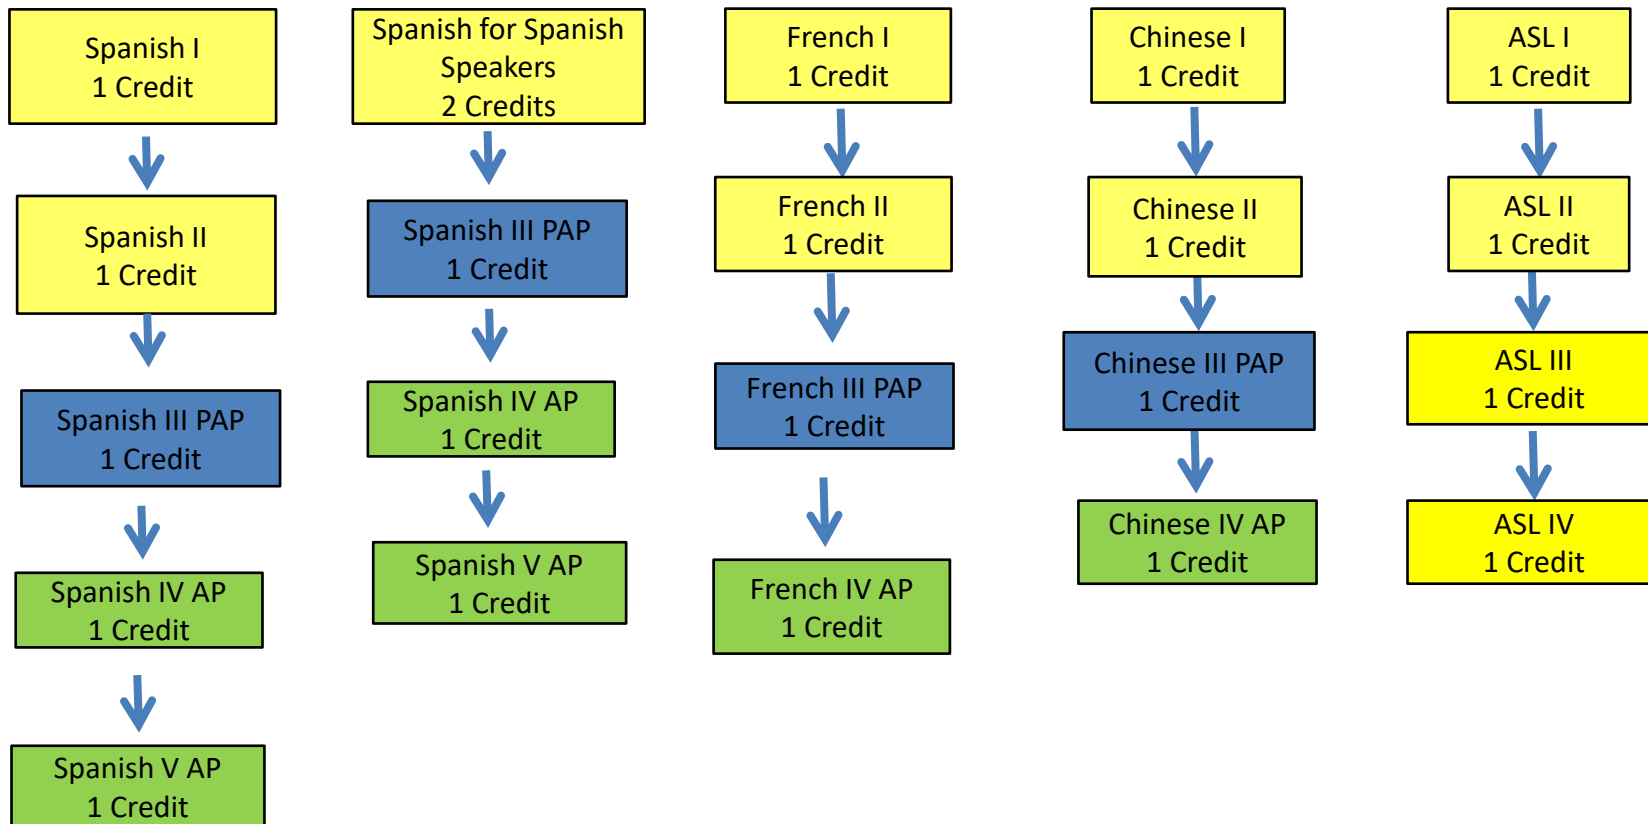 Spanish I
1 Credit
Spanish II
1 Credit
Spanish III PAP
1 Credit
Spanish IV AP
1 Credit
Spanish V AP
1 Credit
Spanish for Spanish
Speakers
2 Credits
Spanish III PAP
1 Credit
Spanish IV AP
1 Credit
Spanish V AP
1 Credit
French I
1 Credit
French II
1 Credit
French III PAP
1 Credit
French IV AP
1 Credit
Chinese I
1 Credit
Chinese II
1 Credit
Chinese III PAP
1 Credit
Chinese IV AP
1 Credit
ASL I
1 Credit
ASL II
1 Credit
ASL III
1 Credit
ASL IV
1 Credit